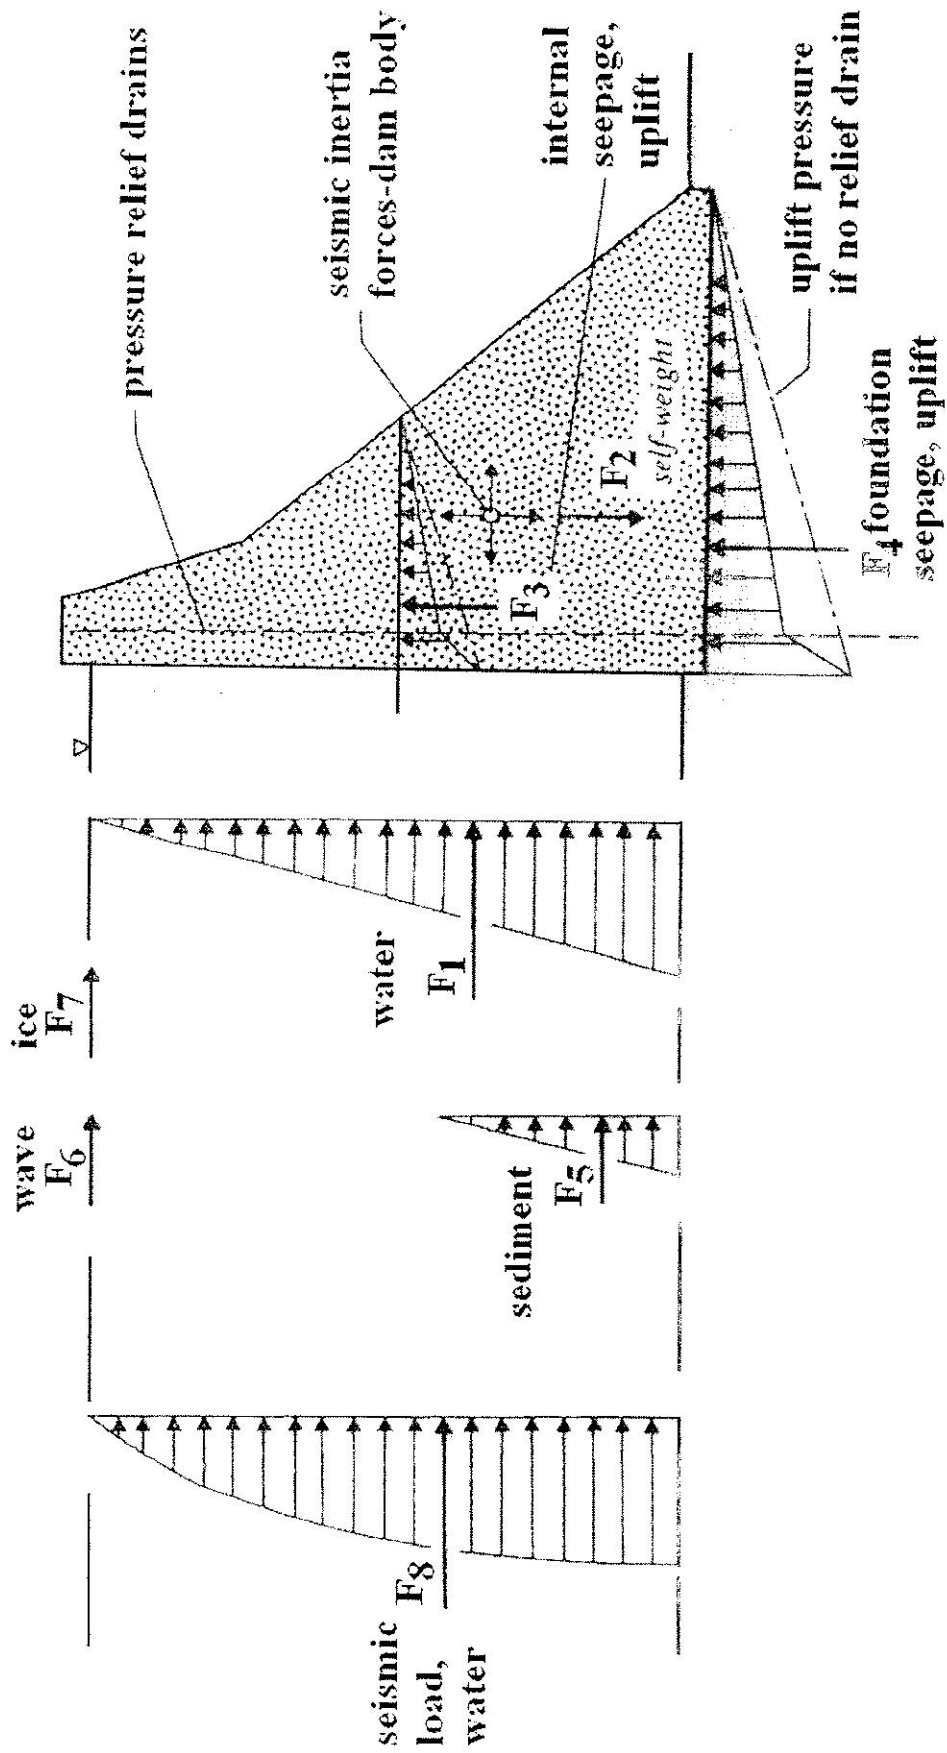 pressure relief drains
seismic inertia
forces-dam body
internal
seepage,
uplift
uplift pressure
if no relief drain
F3
F2
self-weight
F4 foundation
seepage, uplift
ice
F7
water
F1
wave
F6
sediment
F5
F8
seismic
load,
water